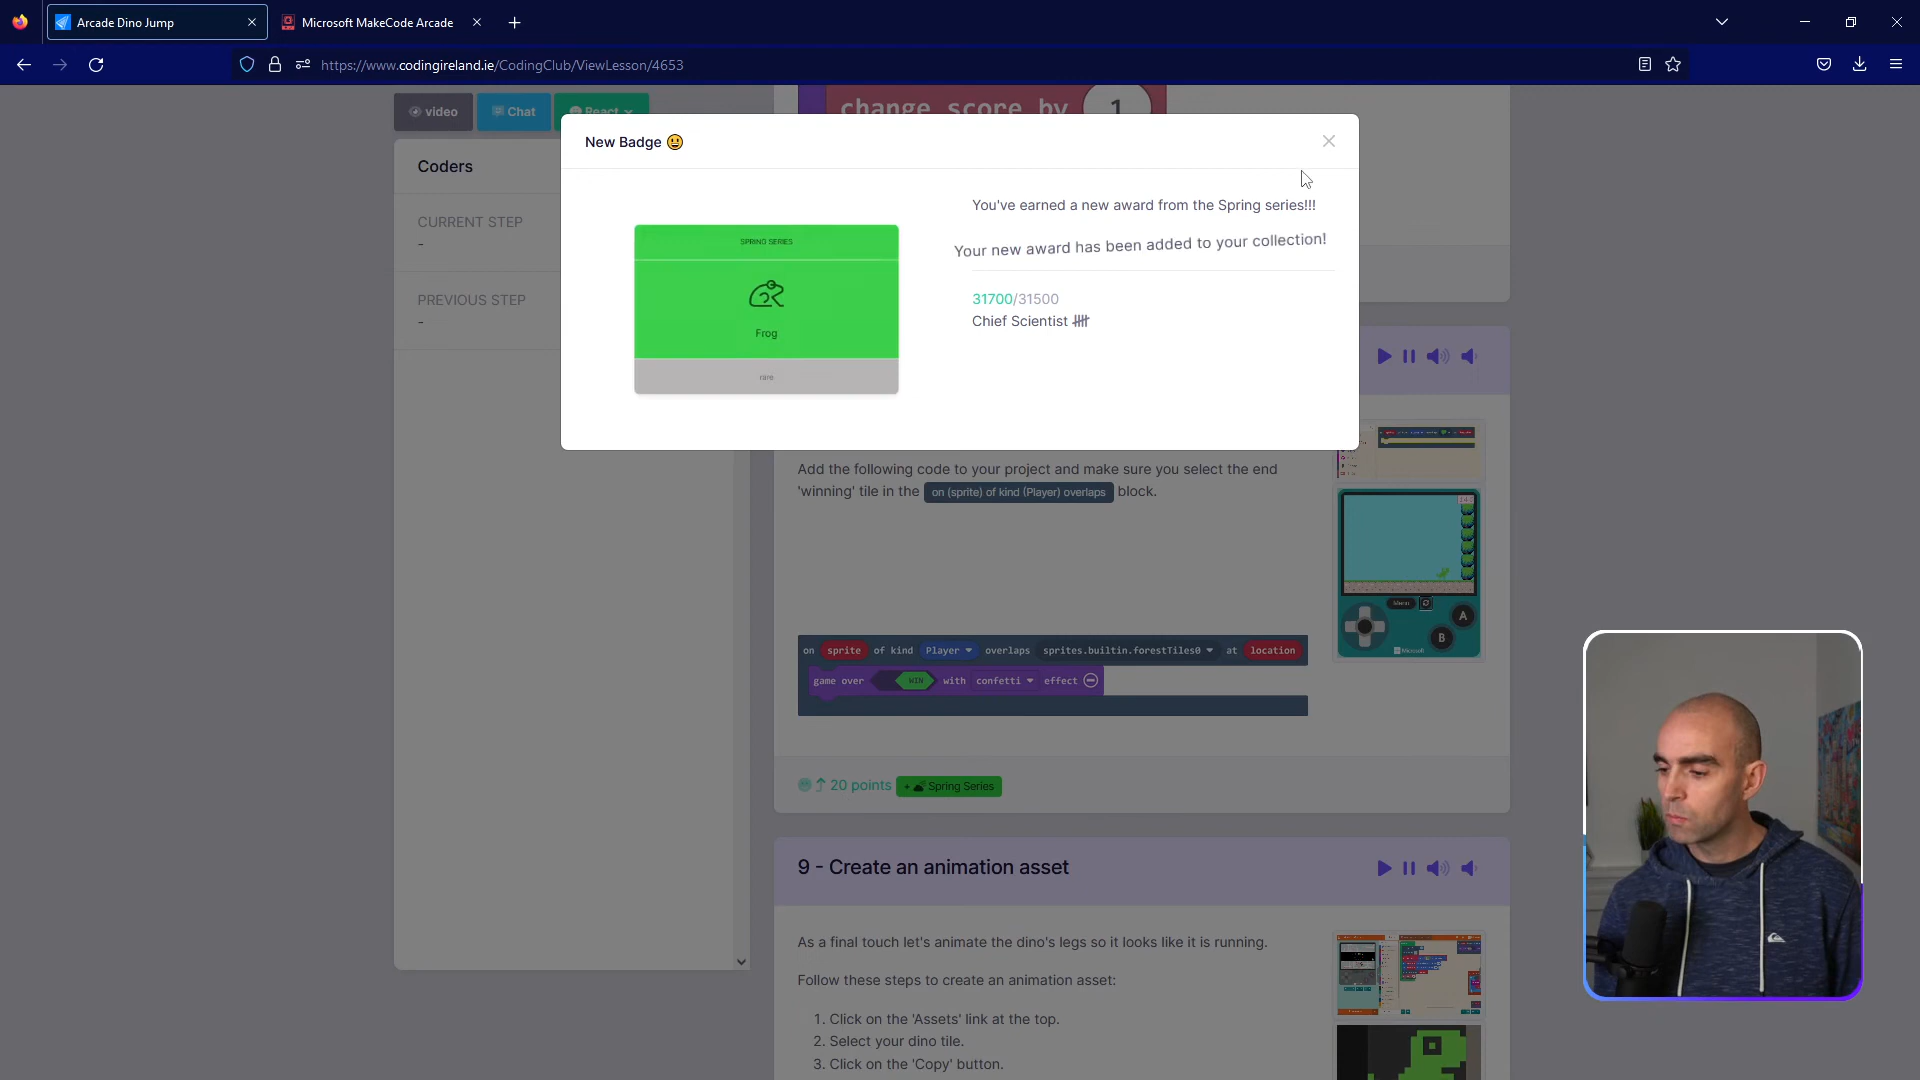 Arcade Dino Jump
Microsoft MakeCode Arcade
https://www.codingireland.ie/CodingClub/ViewLesson/4653
video
Chat
React
change score by 1
New Badge
Coders
CURRENT STEP
-
PREVIOUS STEP
-
SPRING SERIES
Frog
rare
You've earned a new award from the Spring series!!!
Your new award has been added to your collection!
31700/31500
Chief Scientist
Add the following code to your project and make sure you select the end
'winning' tile in the on (sprite) of kind (Player) overlaps block.
on sprite of kind Player overlaps sprites.builtin.forestTiles0 at location
game over WIN with confetti effect
Menu
A
B
Microsoft
20 points + Spring Series
9 - Create an animation asset
As a final touch let's animate the dino's legs so it looks like it is running.
Follow these steps to create an animation asset:
1. Click on the 'Assets' link at the top.
2. Select your dino tile.
3. Click on the 'Copy' button.